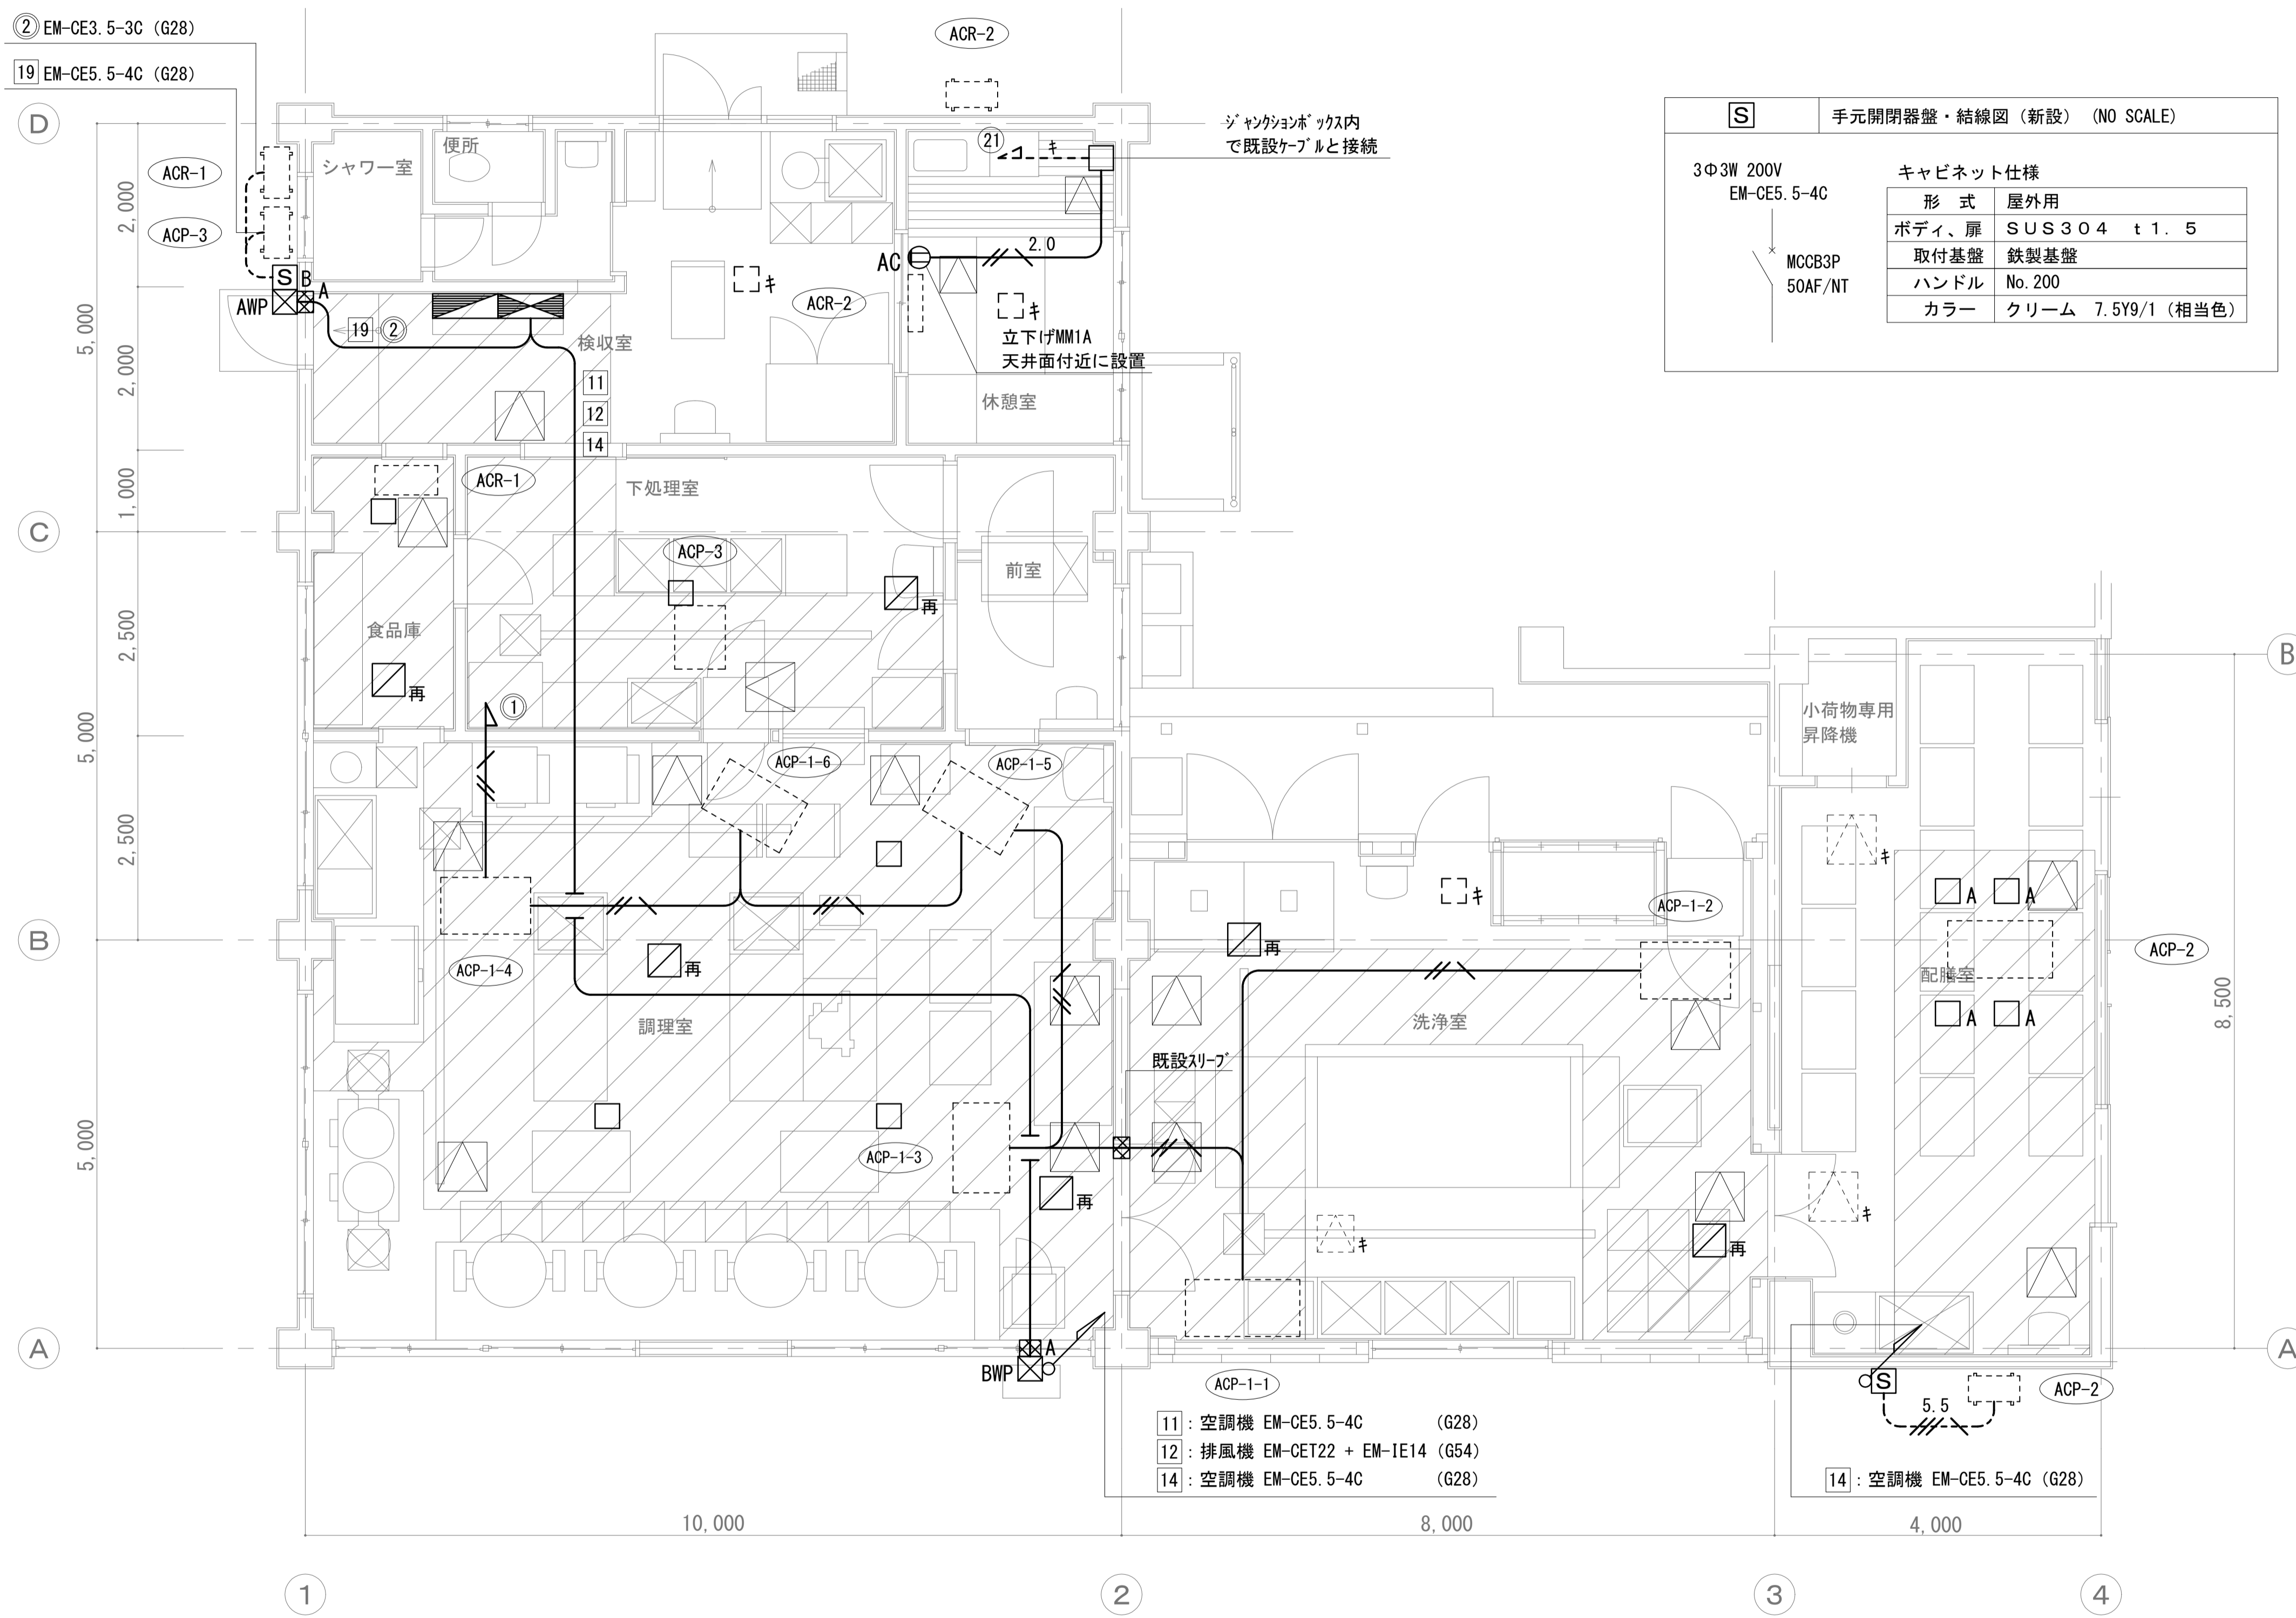 ② EM-CE3.5-3C (G28)
19 EM-CE5.5-4C (G28)
ACR-2
S 手元開閉器盤・結線図（新設） (NO SCALE)
3Φ3W 200V
EM-CE5.5-4C
MCCB3P
50AF/NT
キャビネット仕様
形 式 屋外用
ボディ、扉 SUS304 t1.5
取付基盤 鉄製基盤
ハンドル No.200
カラー クリーム 7.5Y9/1（相当色）
ジャンクションボックス内
で既設ケーブルと接続
D
ACR-1
ACP-3
シャワー室
便所
21
キ
2.0
AC
S
B
A
AWP
19 ②
検収室
11
12
14
キ
ACR-2
キ
立下げMM1A
天井面付近に設置
休憩室
2,000
5,000
2,000
1,000
C
ACR-1
下処理室
ACP-3
前室
再
食品庫
再
①
2,500
5,000
2,500
B
小荷物専用
昇降機
ACP-1-6
ACP-1-5
キ
キ
ACP-1-2
A
A
B
ACP-1-4
再
再
ACP-2
配膳室
A
A
調理室
洗浄室
8,500
既設スリーブ
5,000
ACP-1-3
再
キ
再
キ
A
A
BWP
A
ACP-1-1
11 : 空調機 EM-CE5.5-4C (G28)
12 : 排風機 EM-CET22 + EM-IE14 (G54)
14 : 空調機 EM-CE5.5-4C (G28)
S
5.5
ACP-2
14 : 空調機 EM-CE5.5-4C (G28)
10,000
8,000
4,000
1
2
3
4